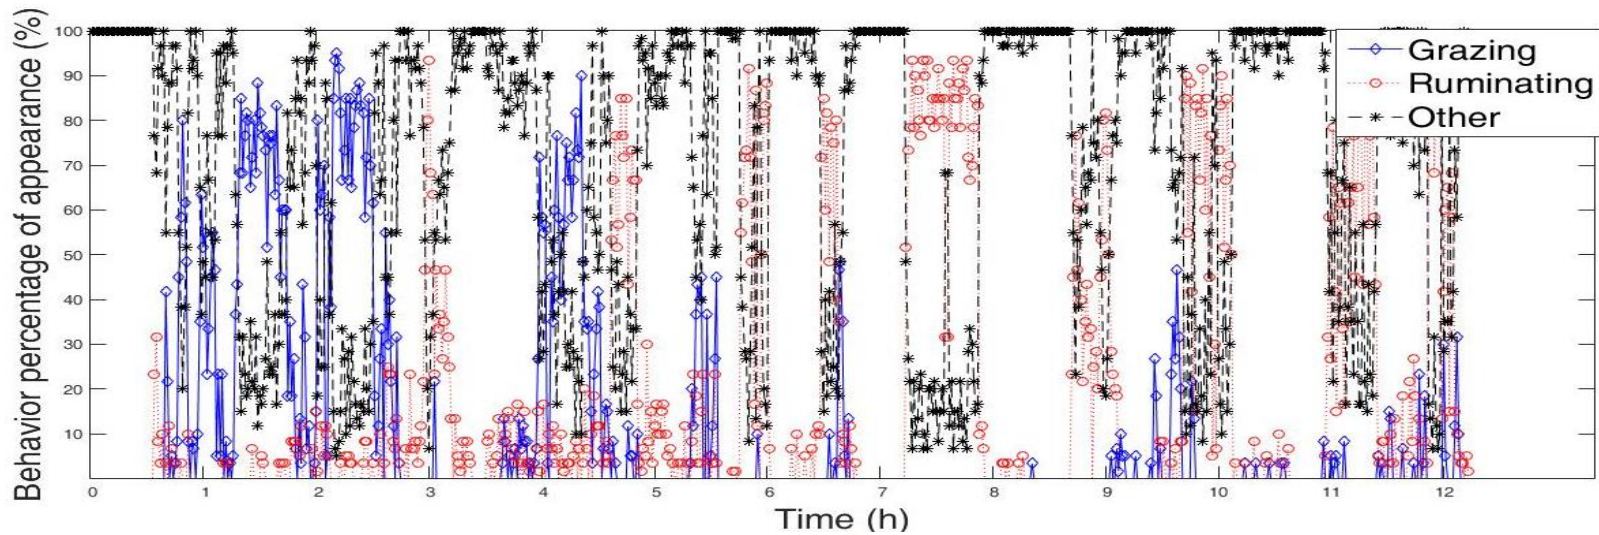 Behavior percentage of appearance (%)
100
90
80
70
60
50
40
30
20
10
0 1 2 3 4 5 6 7 8 9 10 11 12
Time (h)
Grazing
Ruminating
Other